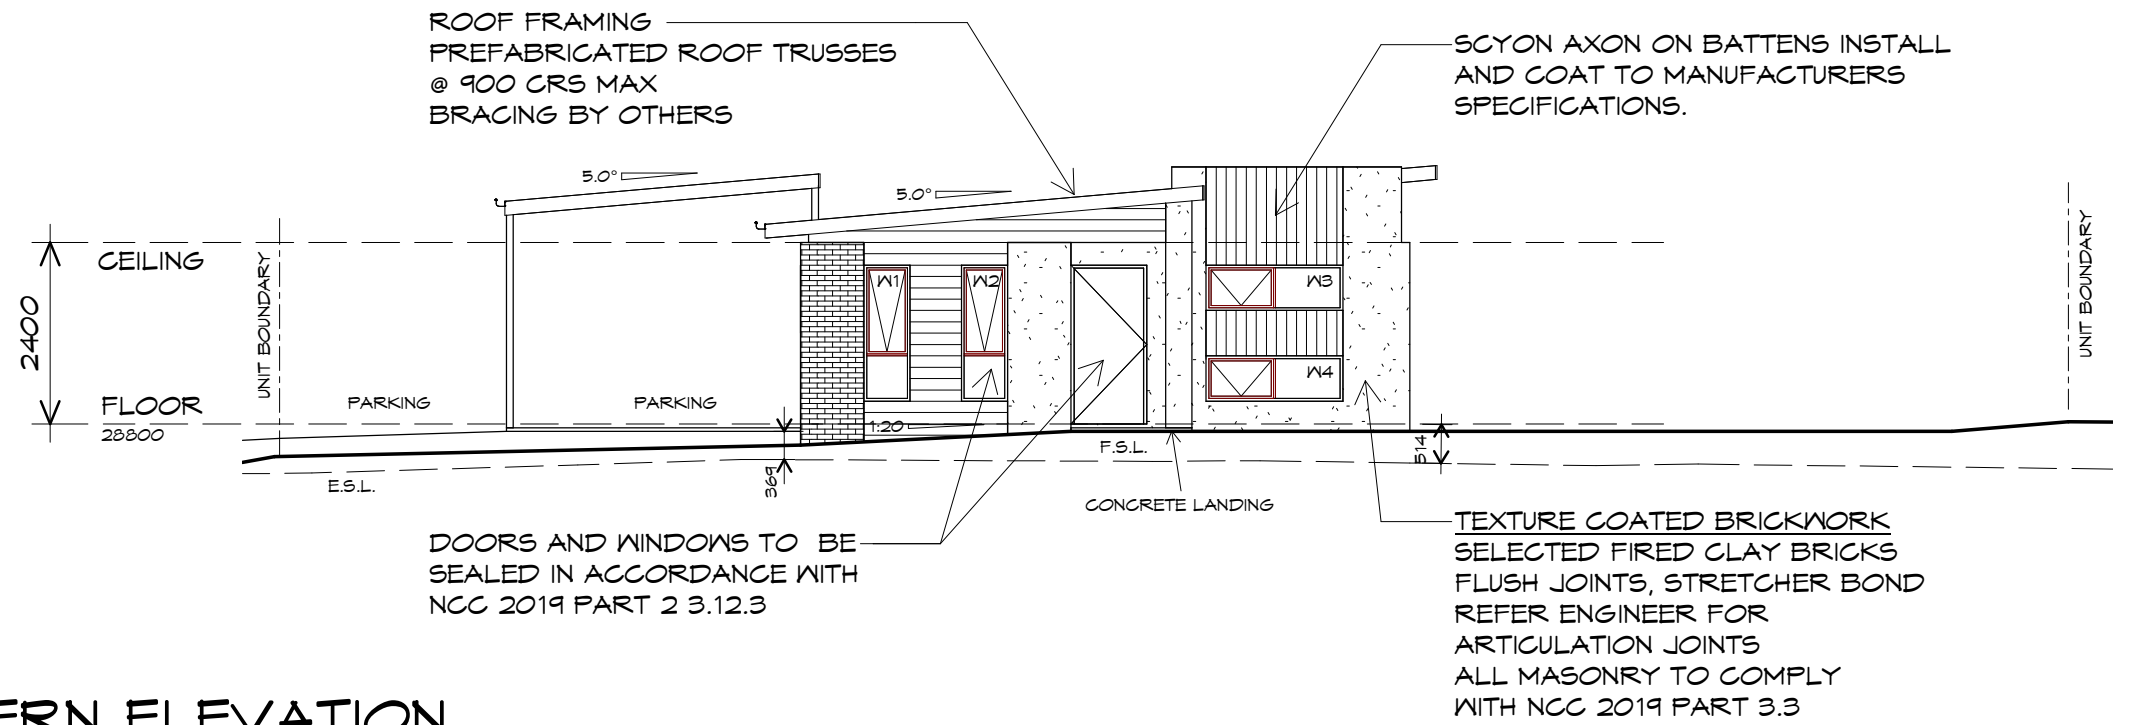 ROOF FRAMING
PREFABRICATED ROOF TRUSSES
@ 900 CRS MAX
BRACING BY OTHERS
SCYON AXON ON BATTENS INSTALL
AND COAT TO MANUFACTURERS
SPECIFICATIONS.
5.0°
5.0°
CEILING
2400
UNIT BOUNDARY
UNIT BOUNDARY
W1
W2
W3
W4
FLOOR
28800
PARKING
PARKING
1:20
F.S.L.
514
E.S.L.
369
CONCRETE LANDING
DOORS AND WINDOWS TO BE
SEALED IN ACCORDANCE WITH
NCC 2019 PART 2 3.12.3
TEXTURE COATED BRICKWORK
SELECTED FIRED CLAY BRICKS
FLUSH JOINTS, STRETCHER BOND
REFER ENGINEER FOR
ARTICULATION JOINTS
ALL MASONRY TO COMPLY
WITH NCC 2019 PART 3.3
ERN ELEVATION